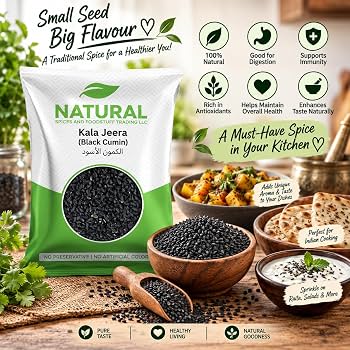 Small Seed
Big Flavour
A Traditional Spice for a Healthier You!
100%
Natural
Good for
Digestion
Supports
Immunity
Rich in
Antioxidants
Helps Maintain
Overall Health
Enhances
Taste Naturally
A Must-Have Spice
in Your Kitchen
NATURAL
SPICES AND FOODSTUFF TRADING LLC
Kala Jeera
(Black Cumin)
الكمون الأسود
NO PRESERVATIVE | NO ARTIFICIAL COLOR
Adds Unique
Aroma & Taste
to Your Dishes
Perfect for
Indian Cooking
Sprinkle on
Raita, Salads & More
PURE
TASTE
HEALTHY
LIVING
NATURAL
GOODNESS